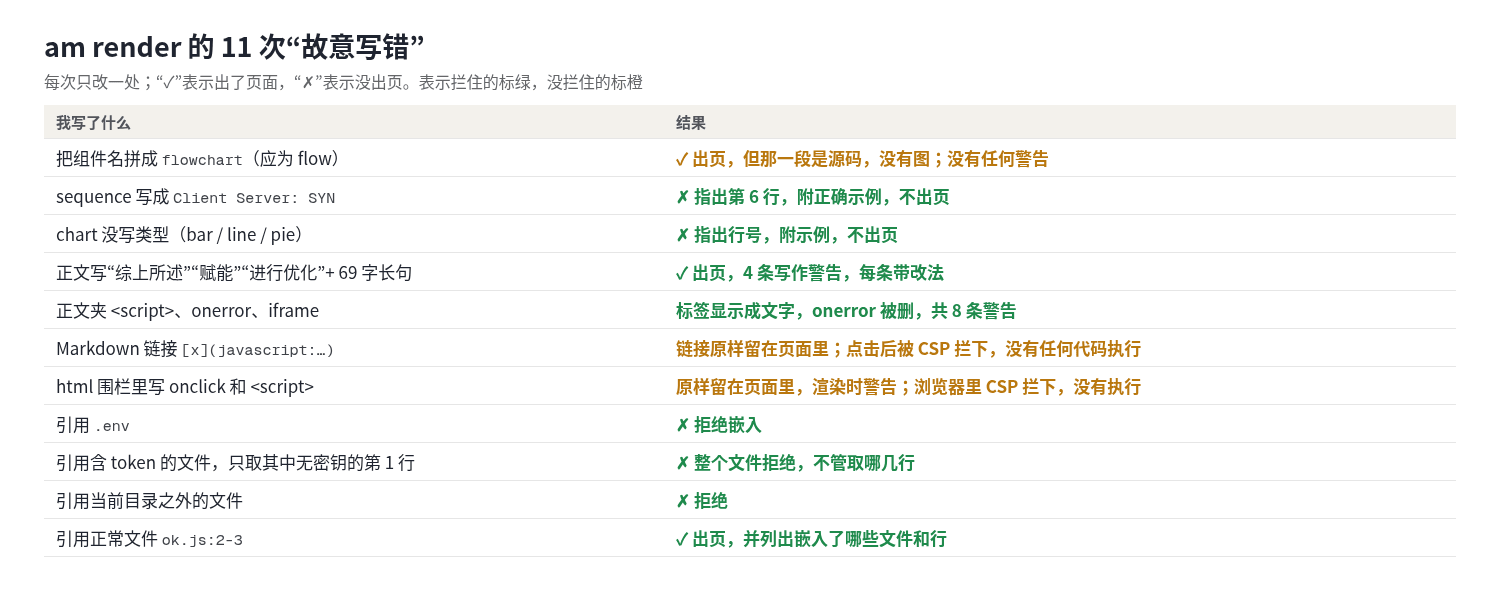 am render 的 11 次“故意写错”
每次只改一处；“✓”表示出了页面，“✗”表示没出页。表示拦住的标绿，没拦住的标橙
我写了什么 结果
把组件名拼成 flowchart（应为 flow） ✓ 出页，但那一段是源码，没有图；没有任何警告
sequence 写成 Client Server: SYN ✗ 指出第 6 行，附正确示例，不出页
chart 没写类型（bar / line / pie） ✗ 指出行号，附示例，不出页
正文写“综上所述”“赋能”“进行优化”+ 69 字长句 ✓ 出页，4 条写作警告，每条带改法
正文夹 <script>、onerror、iframe 标签显示成文字，onerror 被删，共 8 条警告
Markdown 链接 [x](javascript:…) 链接原样留在页面里；点击后被 CSP 拦下，没有任何代码执行
html 围栏里写 onclick 和 <script> 原样留在页面里，渲染时警告；浏览器里 CSP 拦下，没有执行
引用 .env ✗ 拒绝嵌入
引用含 token 的文件，只取其中无密钥的第 1 行 ✗ 整个文件拒绝，不管取哪几行
引用当前目录之外的文件 ✗ 拒绝
引用正常文件 ok.js:2-3 ✓ 出页，并列出嵌入了哪些文件和行